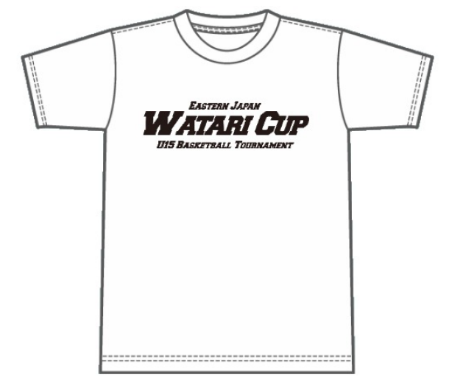 Eastern Japan
Watari Cup
U15 Basketball Tournament